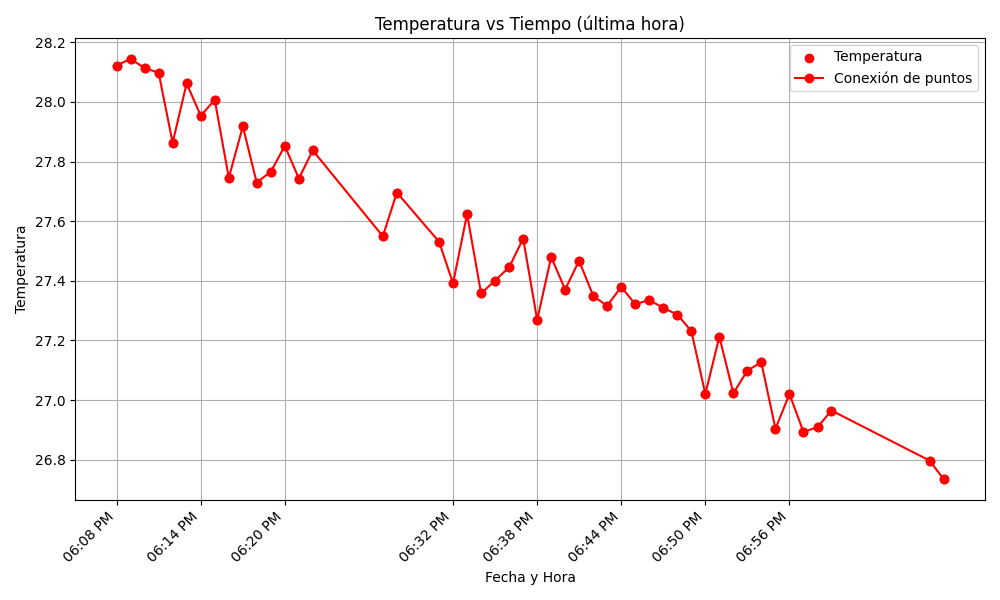 Temperatura vs Tiempo (última hora)
Temperatura
Conexión de puntos
28.2
28.0
27.8
27.6
27.4
27.2
27.0
26.8
Temperatura
06:08 PM
06:14 PM
06:20 PM
06:32 PM
06:38 PM
06:44 PM
06:50 PM
06:56 PM
Fecha y Hora